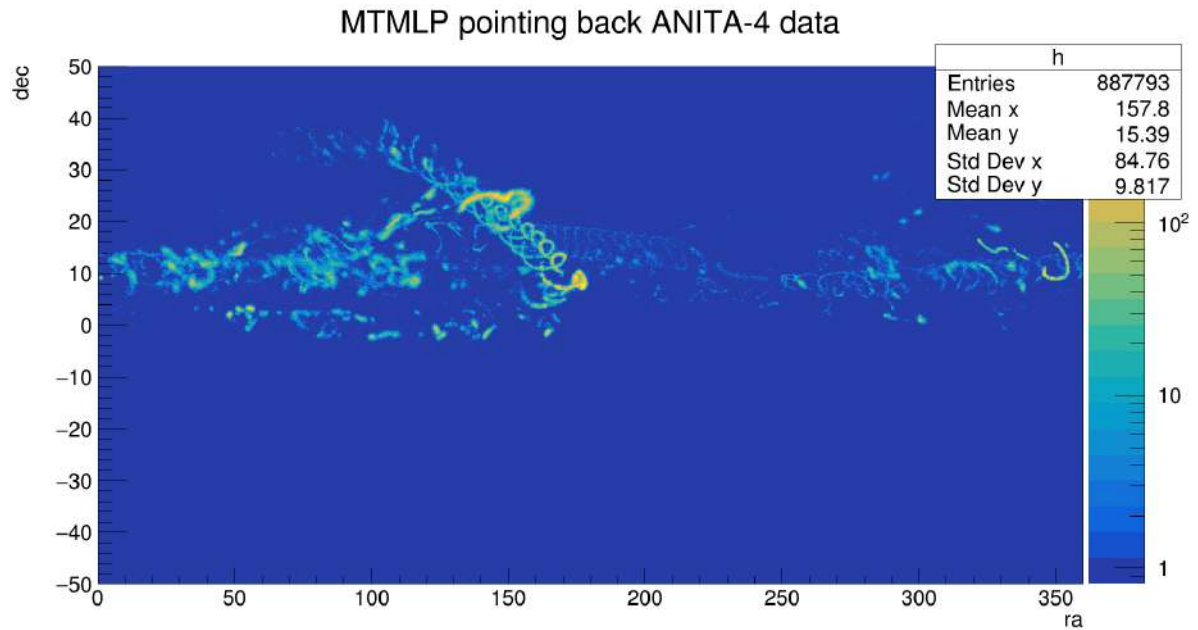 MTMLP pointing back ANITA-4 data
h
Entries 887793
Mean x 157.8
Mean y 15.39
Std Dev x 84.76
Std Dev y 9.817
dec
50
40
30
20
10
0
−10
−20
−30
−40
−50
0 50 100 150 200 250 300 350
ra
10²
10
1